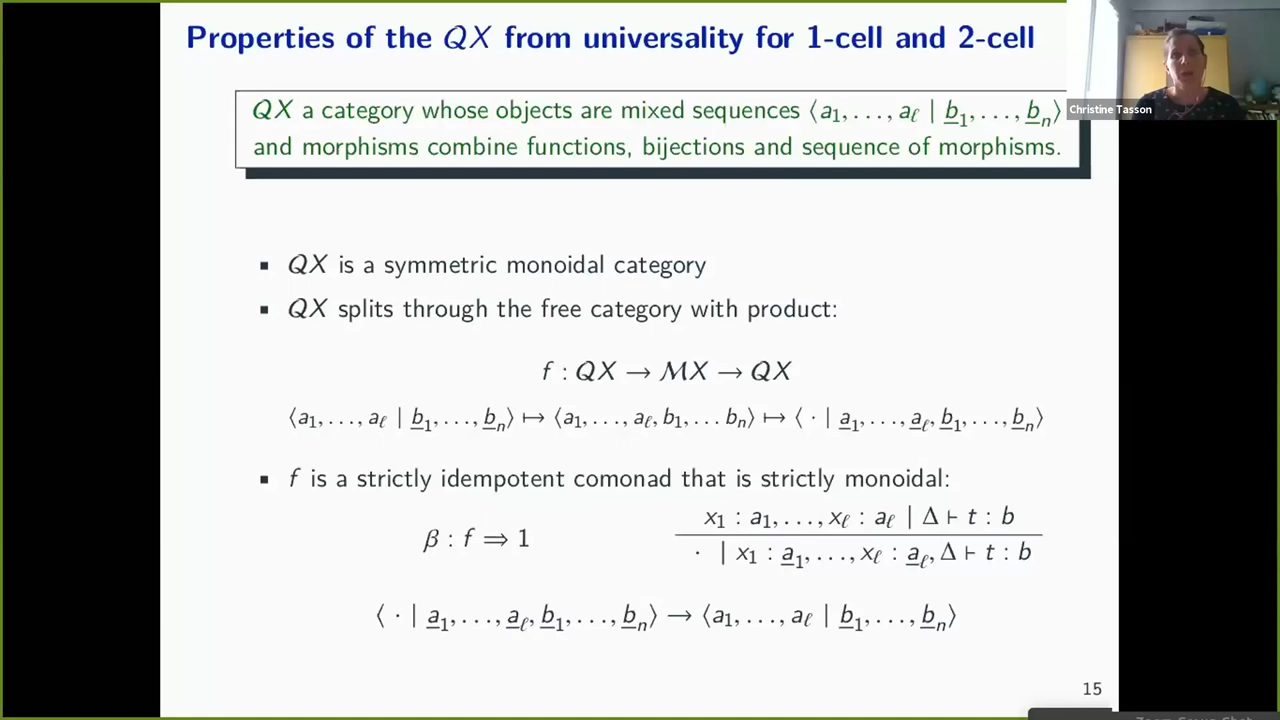 Properties of the QX from universality for 1-cell and 2-cell
Christine Tasson
QX a category whose objects are mixed sequences ⟨a₁, . . . , aℓ | b̲₁, . . . , b̲ₙ⟩
and morphisms combine functions, bijections and sequence of morphisms.
▪ QX is a symmetric monoidal category
▪ QX splits through the free category with product:
f : QX → MX → QX
⟨a₁, . . . , aℓ | b̲₁, . . . , b̲ₙ⟩ ↦ ⟨a₁, . . . , aℓ, b₁, . . . bₙ⟩ ↦ ⟨ · | a̲₁, . . . , a̲ℓ, b̲₁, . . . , b̲ₙ⟩
▪ f is a strictly idempotent comonad that is strictly monoidal:
x₁ : a₁, . . . , xℓ : aℓ | Δ ⊢ t : b
β : f ⇒ 1
· | x₁ : a̲₁, . . . , xℓ : a̲ℓ, Δ ⊢ t : b
⟨ · | a̲₁, . . . , a̲ℓ, b̲₁, . . . , b̲ₙ⟩ → ⟨a₁, . . . , aℓ | b̲₁, . . . , b̲ₙ⟩
15